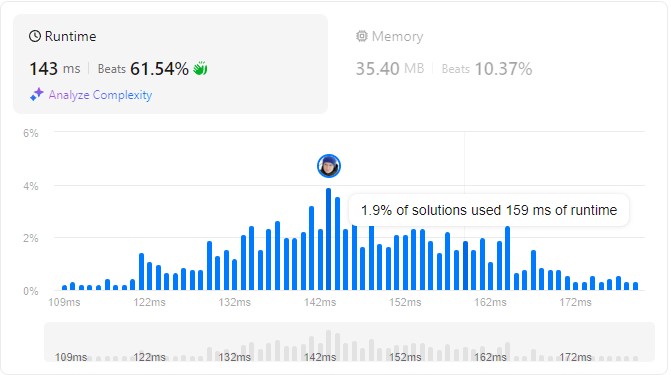 Runtime
Memory
143 ms | Beats 61.54%
35.40 MB | Beats 10.37%
Analyze Complexity
6%
4%
1.9% of solutions used 159 ms of runtime
2%
0%
109ms 122ms 132ms 142ms 152ms 162ms 172ms
109ms 122ms 132ms 142ms 152ms 162ms 172ms